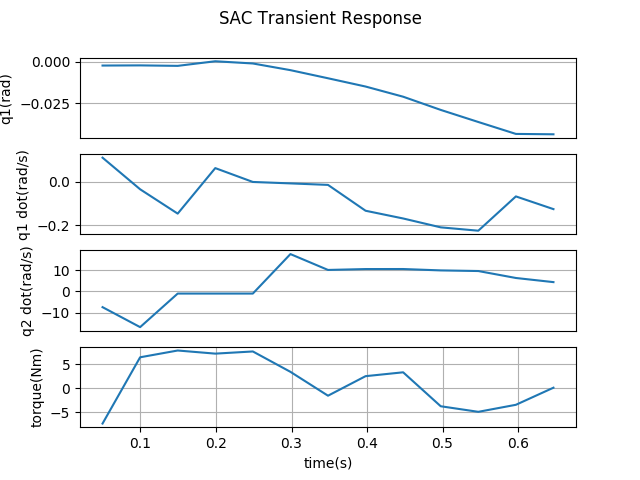 SAC Transient Response
0.000
−0.025
q1(rad)
0.0
−0.2
q1 dot(rad/s)
10
0
−10
q2 dot(rad/s)
5
0
−5
torque(Nm)
0.1 0.2 0.3 0.4 0.5 0.6
time(s)